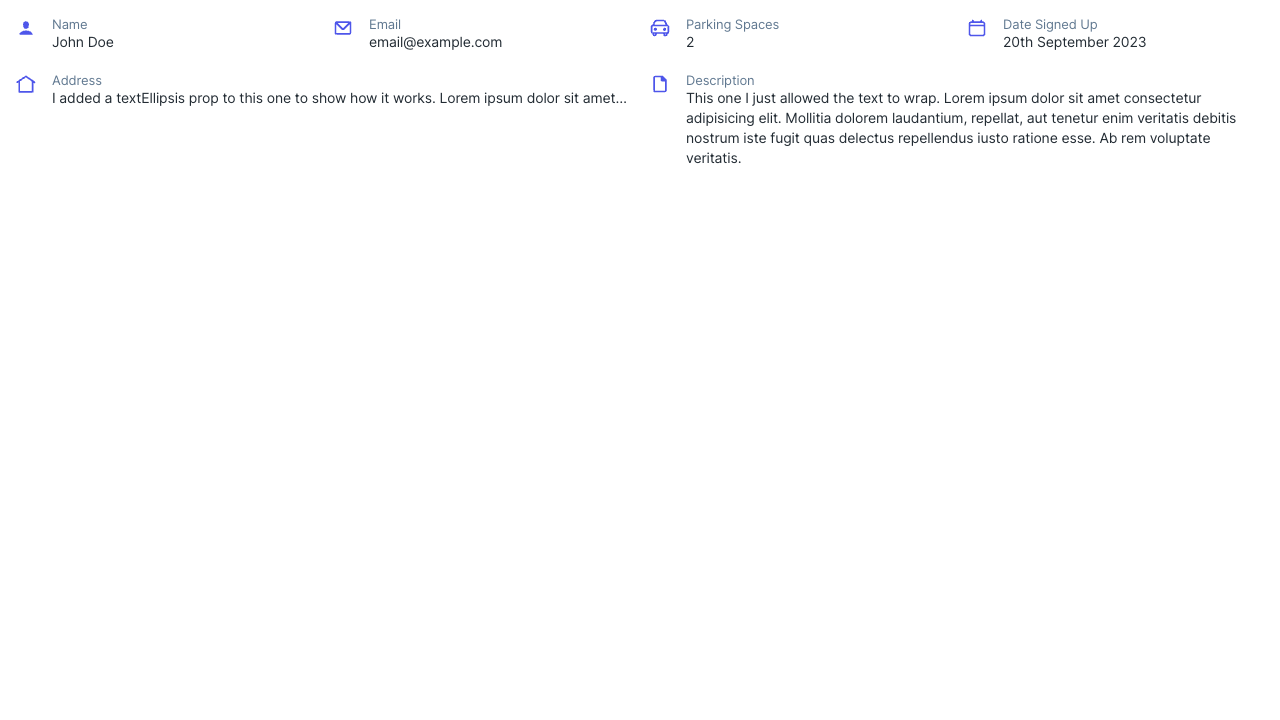 Name
John Doe
Email
email@example.com
Parking Spaces
2
Date Signed Up
20th September 2023
Address
I added a textEllipsis prop to this one to show how it works. Lorem ipsum dolor sit amet...
Description
This one I just allowed the text to wrap. Lorem ipsum dolor sit amet consectetur
adipisicing elit. Mollitia dolorem laudantium, repellat, aut tenetur enim veritatis debitis
nostrum iste fugit quas delectus repellendus iusto ratione esse. Ab rem voluptate
veritatis.